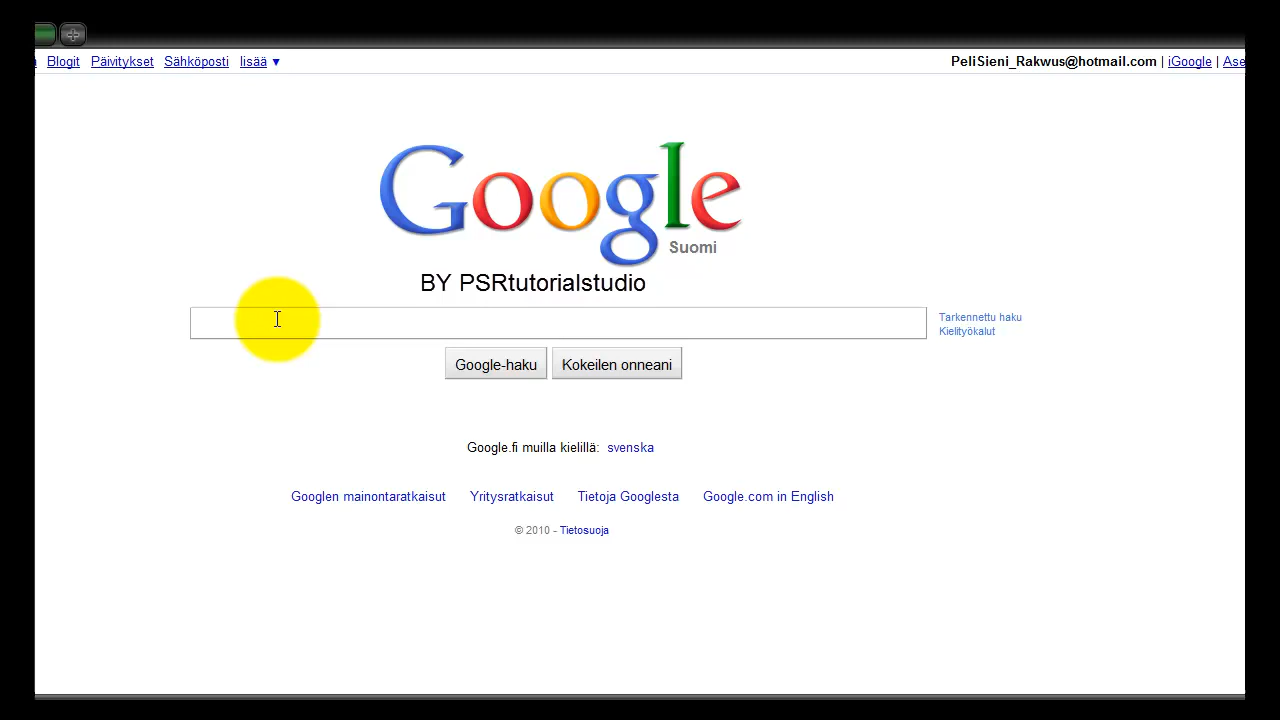 Blogit Päivitykset Sähköposti lisää ▼ PeliSieni_Rakwus@hotmail.com | iGoogle | Ase
Google
Suomi
BY PSRtutorialstudio
Tarkennettu haku
Kielityökalut
Google-haku Kokeilen onneani
Google.fi muilla kielillä: svenska
Googlen mainontaratkaisut Yritysratkaisut Tietoja Googlesta Google.com in English
© 2010 - Tietosuoja